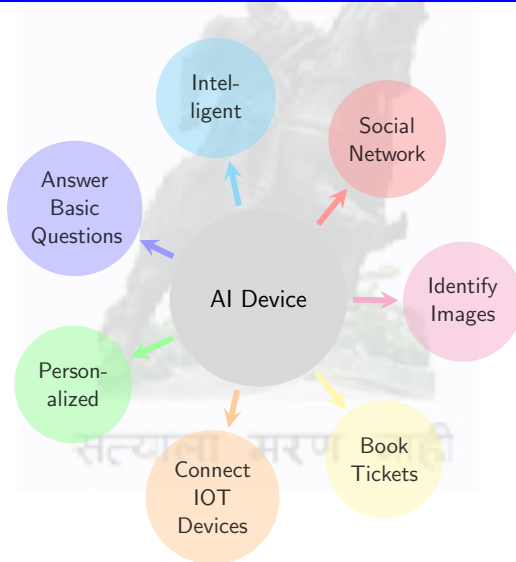 Intel-
ligent
Social
Network
Answer
Basic
Questions
AI Device
Identify
Images
Person-
alized
Book
Tickets
Connect
IOT
Devices
सत्याला मरण नाही